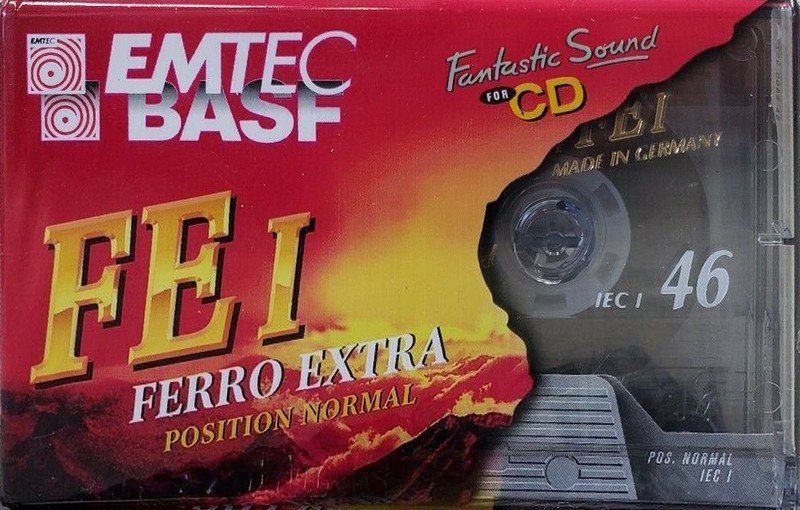 EMTEC
EMTEC
BASF
Fantastic Sound
FOR CD
FE I
FERRO EXTRA
POSITION NORMAL
FEI
MADE IN GERMANY
IEC I 46
POS. NORMAL
IEC I